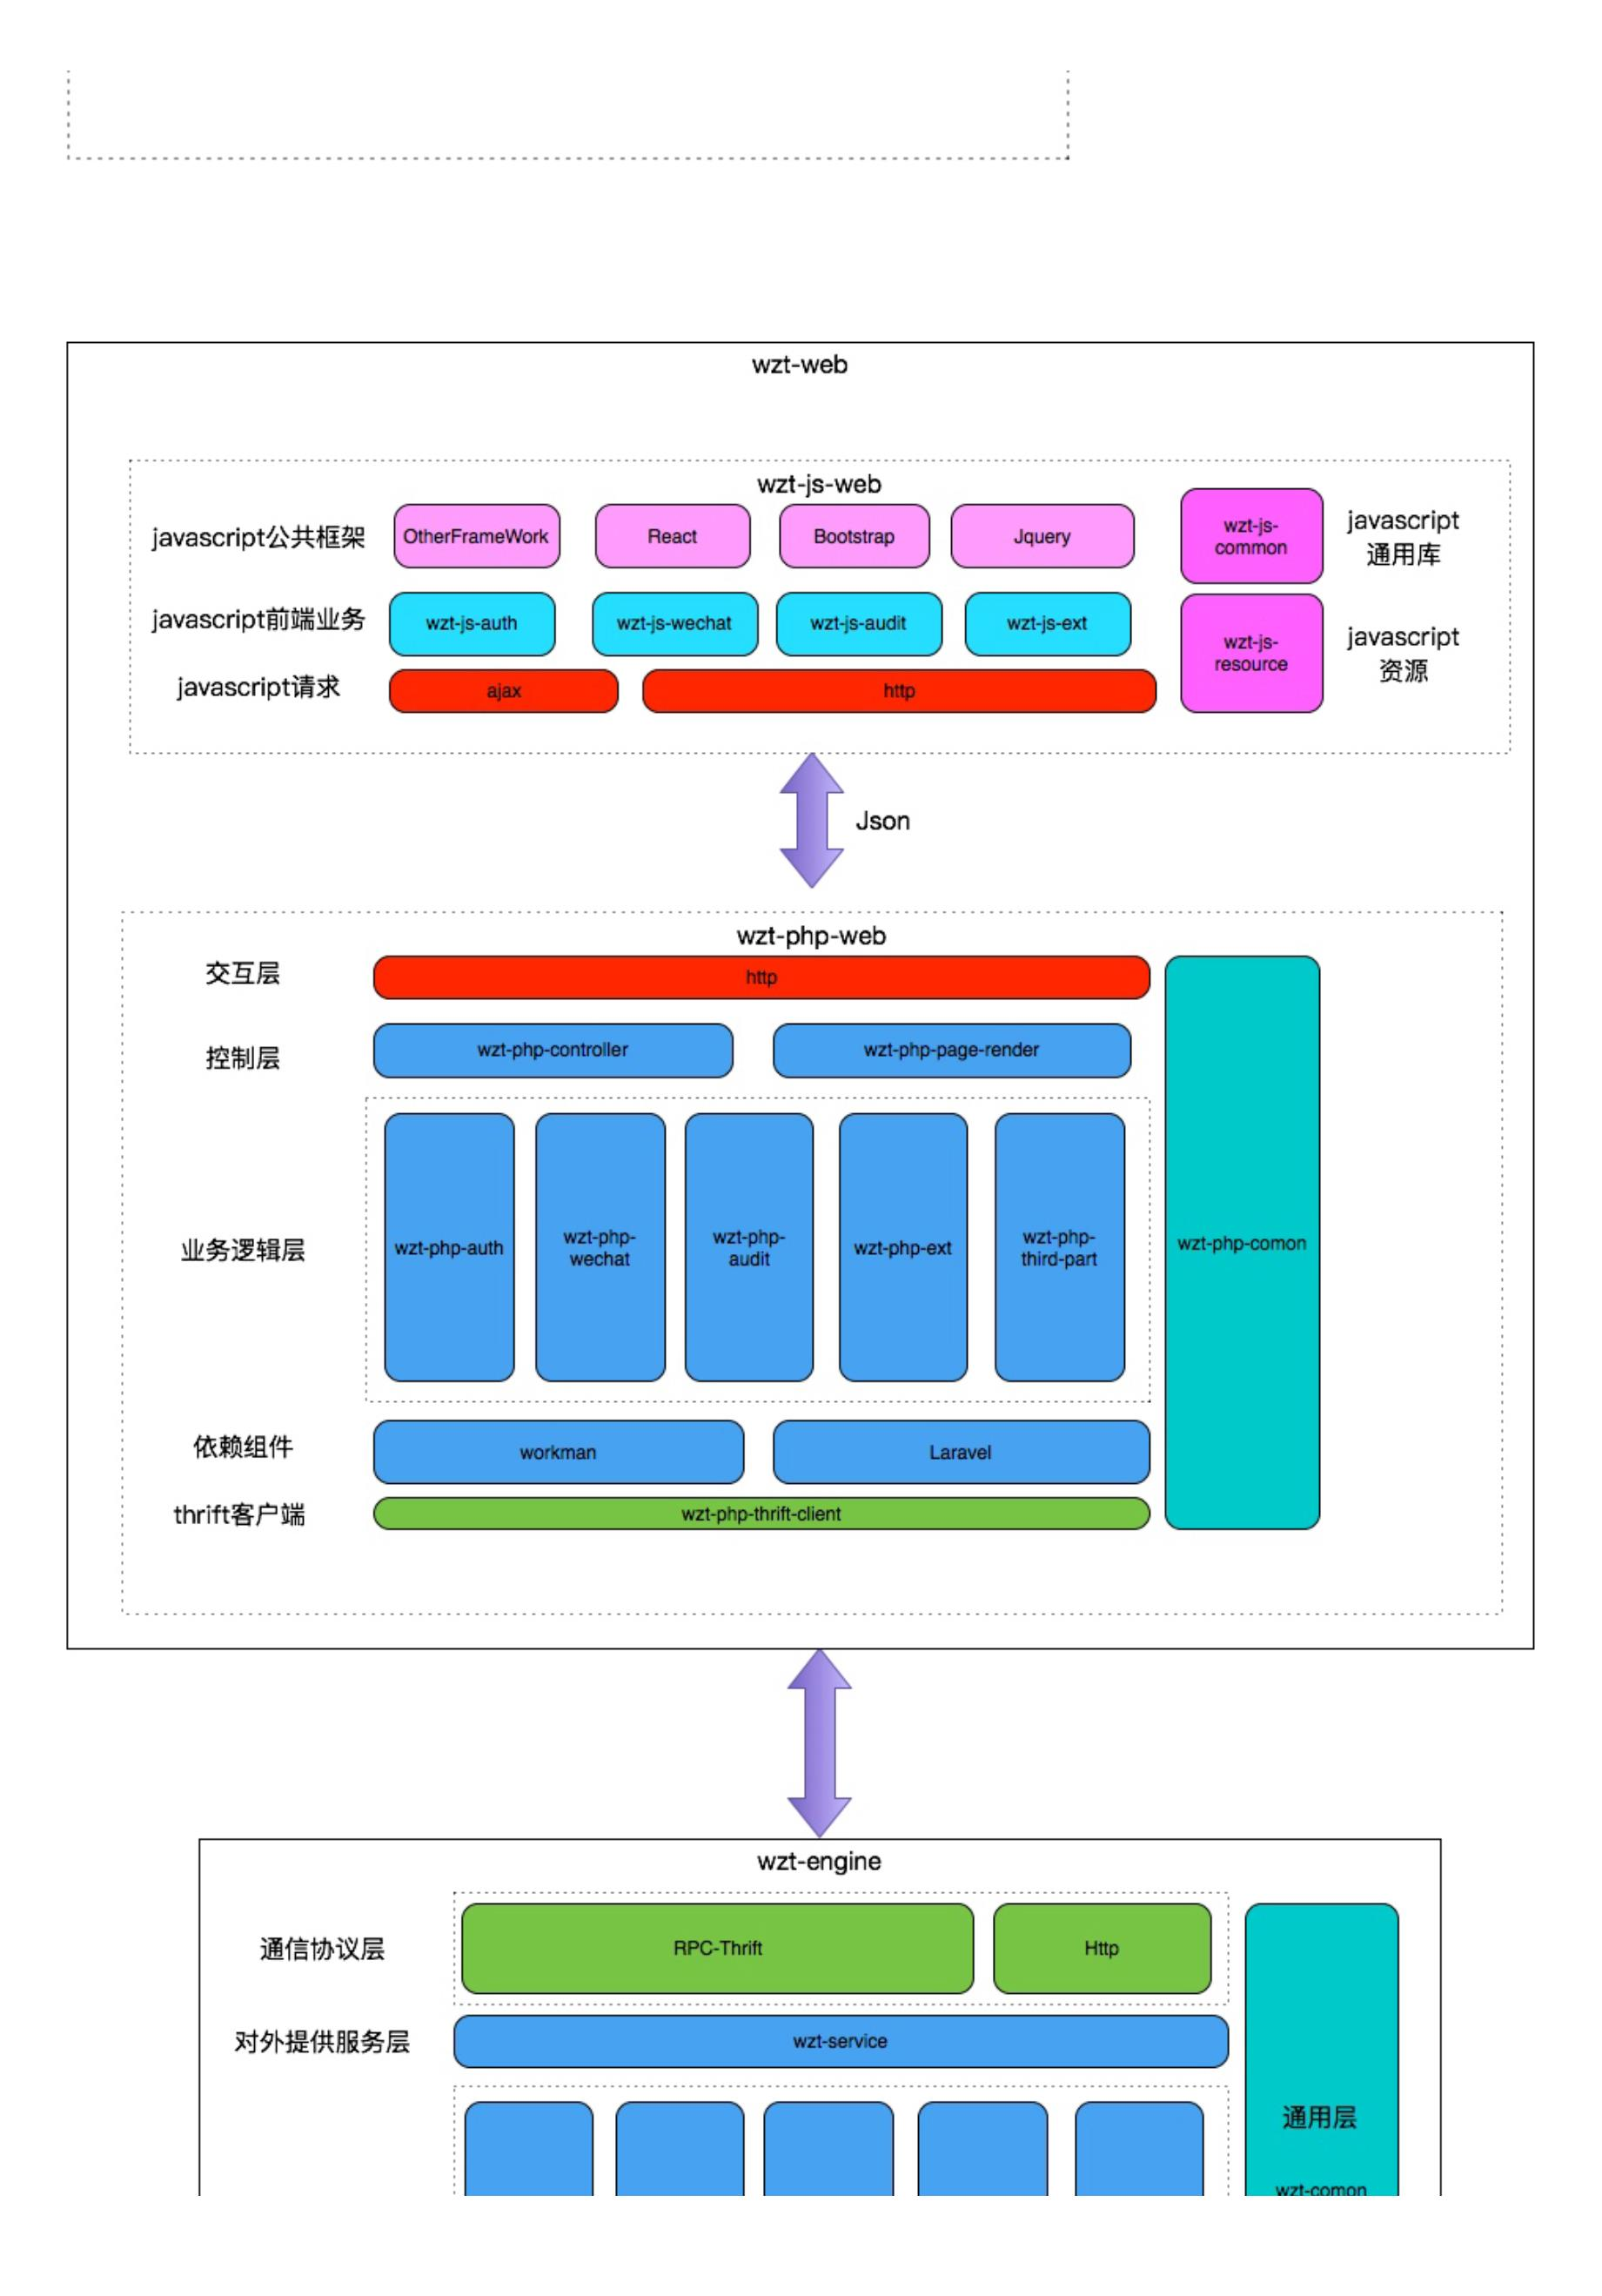 wzt-web
wzt-js-web
javascript公共框架
OtherFrameWork
React
Bootstrap
Jquery
wzt-js-
common
javascript
通用库
javascript前端业务
wzt-js-auth
wzt-js-wechat
wzt-js-audit
wzt-js-ext
wzt-js-
resource
javascript
资源
javascript请求
ajax
http
Json
wzt-php-web
交互层
http
控制层
wzt-php-controller
wzt-php-page-render
业务逻辑层
wzt-php-auth
wzt-php-
wechat
wzt-php-
audit
wzt-php-ext
wzt-php-
third-part
wzt-php-comon
依赖组件
workman
Laravel
thrift客户端
wzt-php-thrift-client
wzt-engine
通信协议层
RPC-Thrift
Http
对外提供服务层
wzt-service
通用层
wzt-comon